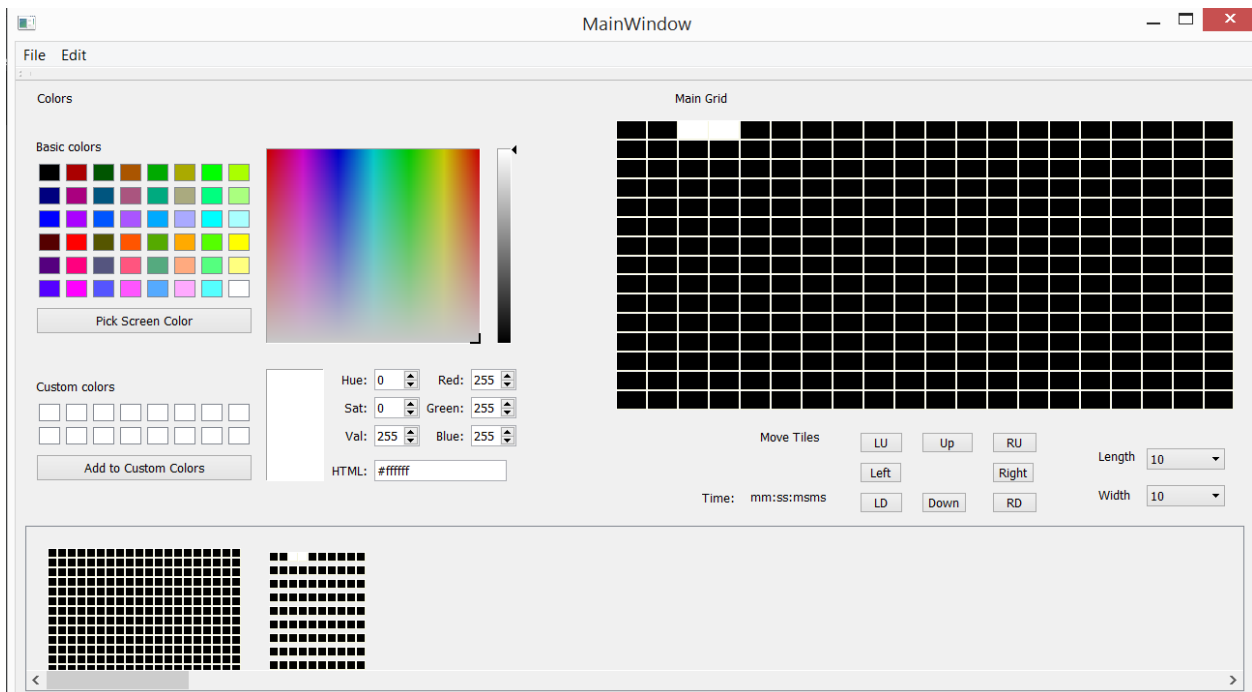 MainWindow
File Edit
Colors
Main Grid
Basic colors
Pick Screen Color
Custom colors
Add to Custom Colors
Hue: 0 Red: 255
Sat: 0 Green: 255
Val: 255 Blue: 255
HTML: #ffffff
Move Tiles
LU Up RU
Left Right
LD Down RD
Time: mm:ss:msms
Length 10
Width 10